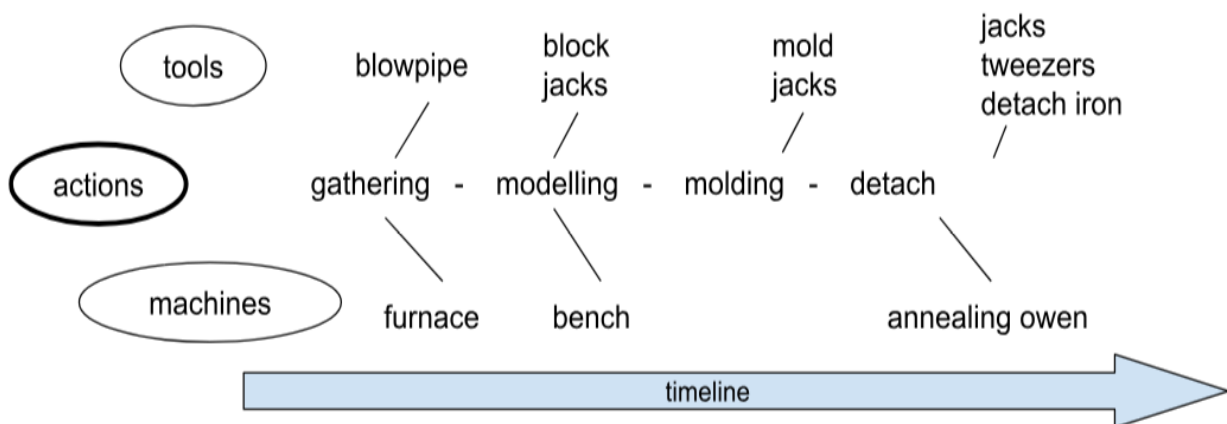 tools
blowpipe
block
jacks
mold
jacks
jacks
tweezers
detach iron
actions
gathering - modelling - molding - detach
machines
furnace
bench
annealing owen
timeline